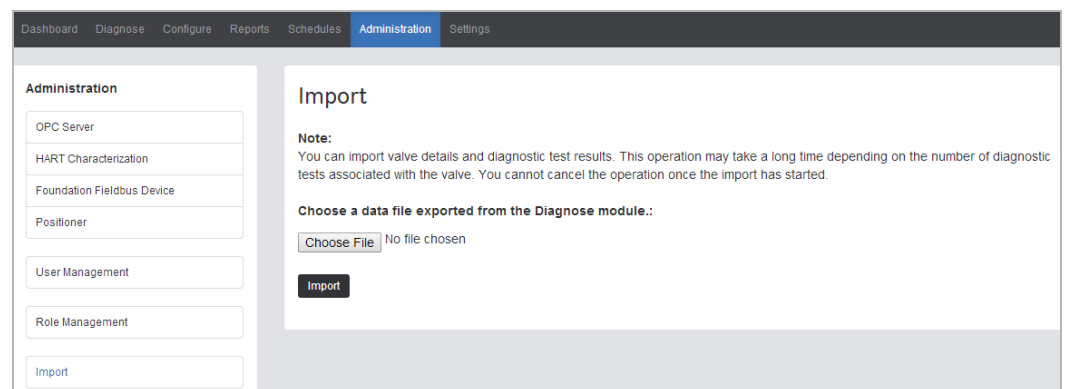 Dashboard Diagnose Configure Reports Schedules Administration Settings
Administration
OPC Server
HART Characterization
Foundation Fieldbus Device
Positioner
User Management
Role Management
Import
Import
Note:
You can import valve details and diagnostic test results. This operation may take a long time depending on the number of diagnostic
tests associated with the valve. You cannot cancel the operation once the import has started.
Choose a data file exported from the Diagnose module.:
Choose File No file chosen
Import